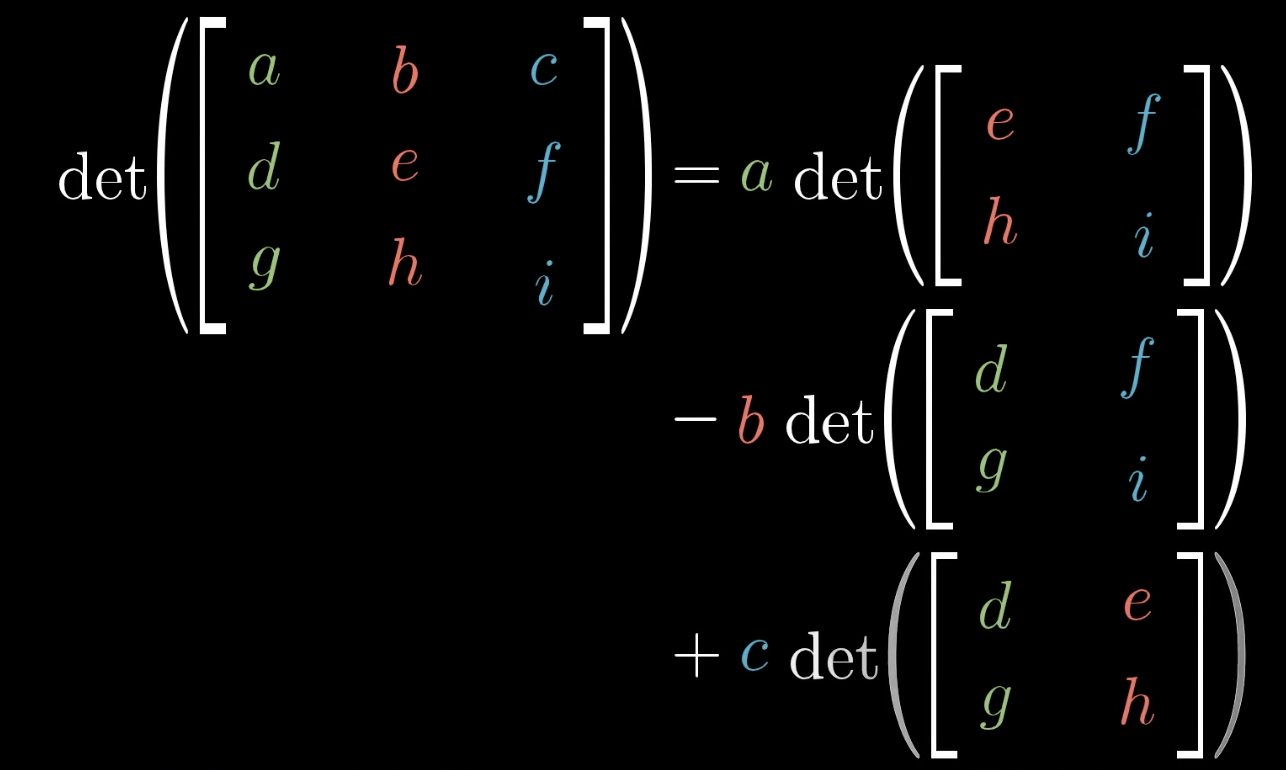 det([a b c
d e f
g h i]) = a det([e f
h i])
− b det([d f
g i])
+ c det([d e
g h])